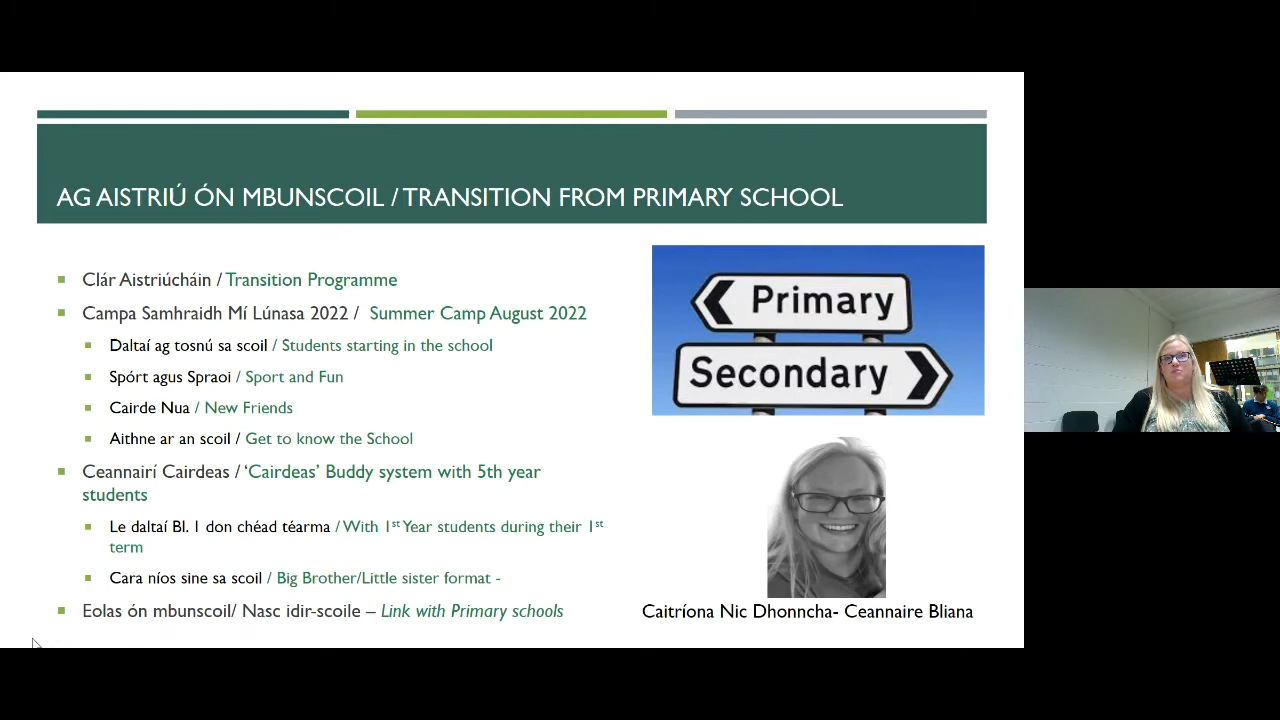 AG AISTRIÚ ÓN MBUNSCOIL / TRANSITION FROM PRIMARY SCHOOL
Clár Aistriúcháin / Transition Programme
Campa Samhraidh Mí Lúnasa 2022 / Summer Camp August 2022
Daltaí ag tosnú sa scoil / Students starting in the school
Spórt agus Spraoi / Sport and Fun
Cairde Nua / New Friends
Aithne ar an scoil / Get to know the School
Ceannairí Cairdeas / ‘Cairdeas’ Buddy system with 5th year
students
Le daltaí Bl. 1 don chéad téarma / With 1st Year students during their 1st
term
Cara níos sine sa scoil / Big Brother/Little sister format -
Eolas ón mbunscoil/ Nasc idir-scoile – Link with Primary schools
Primary
Secondary
Caitríona Nic Dhonncha- Ceannaire Bliana